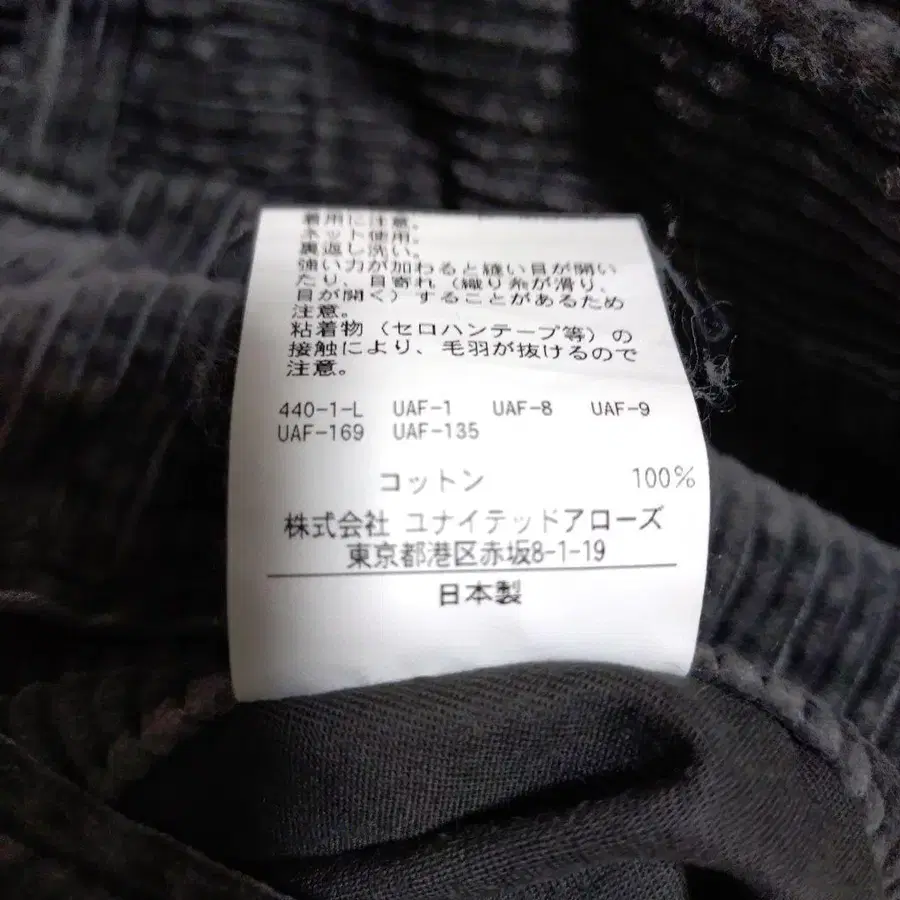 着用に注意。
ネット使用。
裏返し洗い。
強い力が加わると縫い目が開い
たり、目寄れ(織り糸が滑り、
目が開く)することがあるため
注意。
粘着物(セロハンテープ等)の
接触により、毛羽が抜けるので
注意。
440-1-L UAF-1 UAF-8 UAF-9
UAF-169 UAF-135
コットン 100%
株式会社 ユナイテッドアローズ
東京都港区赤坂8-1-19
日本製